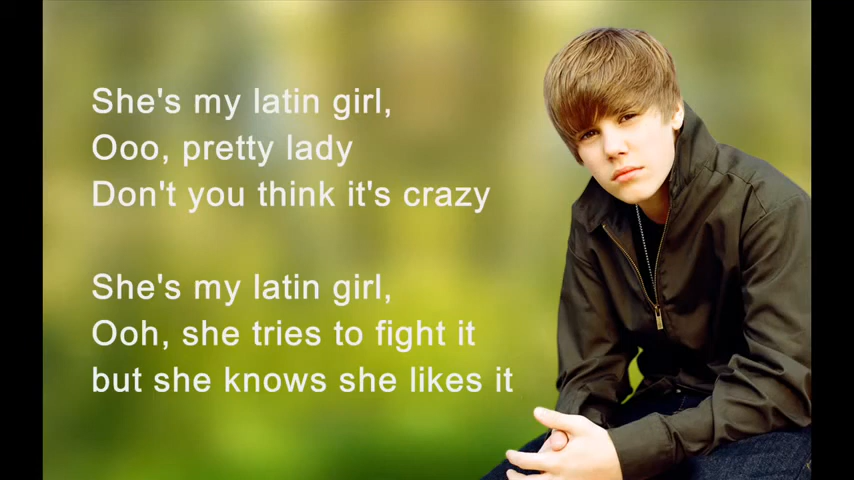 She's my latin girl,
Ooo, pretty lady
Don't you think it's crazy
She's my latin girl,
Ooh, she tries to fight it
but she knows she likes it